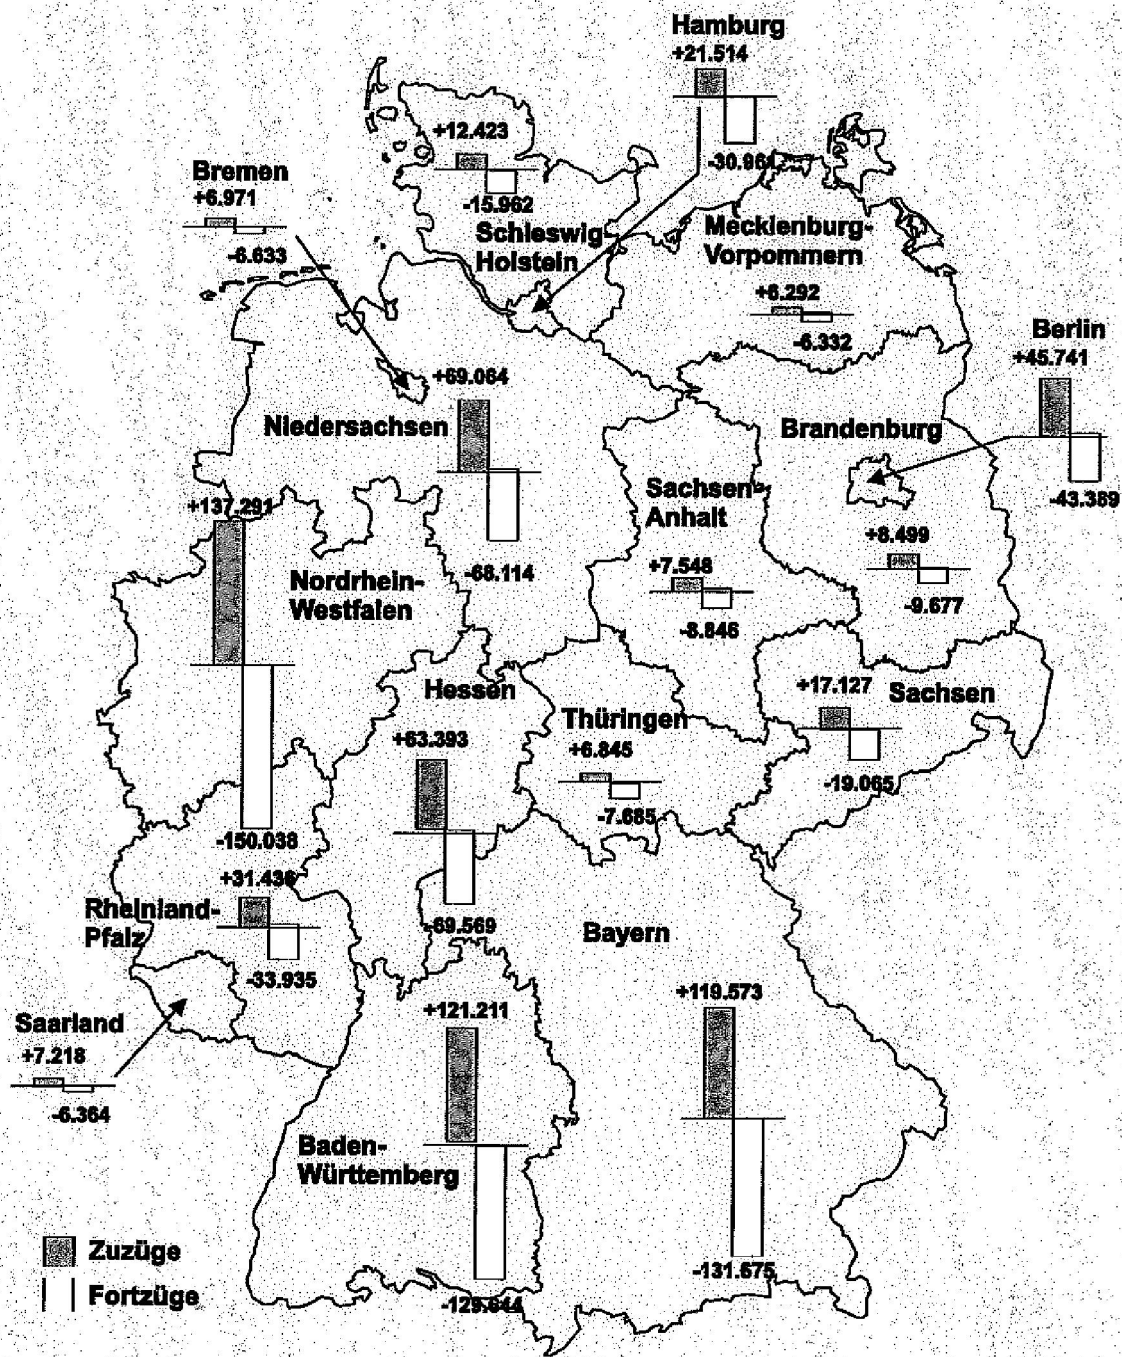 Hamburg
+21.514
-30.961
+12.423
-15.962
Schleswig-
Holstein
Bremen
+6.971
-6.633
Mecklenburg-
Vorpommern
+6.292
-6.332
Berlin
+45.741
-43.389
+69.064
Niedersachsen
-68.114
Brandenburg
+8.499
-9.677
Sachsen-
Anhalt
+7.548
-8.846
+137.291
Nordrhein-
Westfalen
-150.038
Hessen
+63.393
-69.569
Thüringen
+6.845
-7.685
+17.127
Sachsen
-19.065
+31.436
Rheinland-
Pfalz
-33.935
Saarland
+7.218
-6.364
Bayern
+119.573
-131.575
+121.211
Baden-
Württemberg
-129.644
Zuzüge
Fortzüge